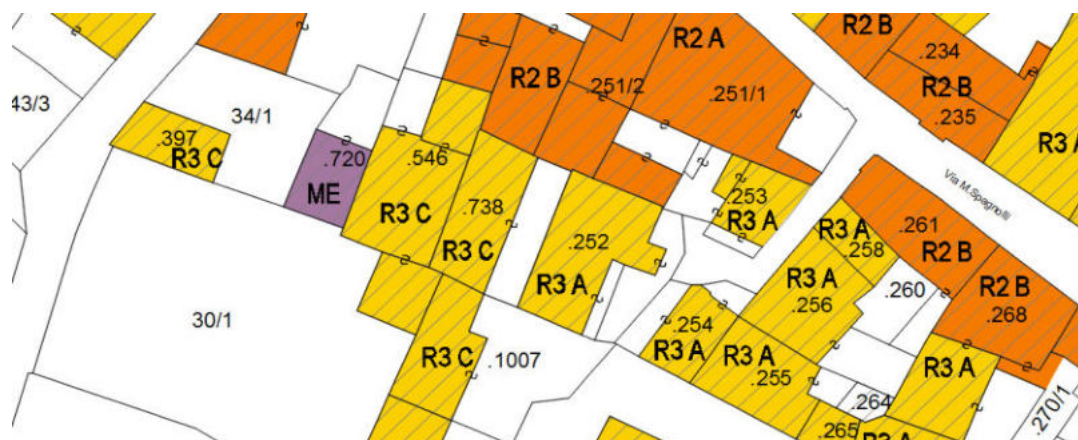 R2 A
R2 B
.234
R2 B
.251/2
.251/1
R2 B
43/3
34/1
.235
.397
R3 C
.720
.546
R3 A
ME
R3 C
.738
.253
R3 A
Via M.Spagnolli
R3 A
.258
.261
R2 B
R3 C
.252
R3 A
R3 A
.256
.260
R2 B
.268
30/1
.254
R3 A
R3 A
.255
R3 C
.1007
R3 A
.264
.270/1
.265
R3 A